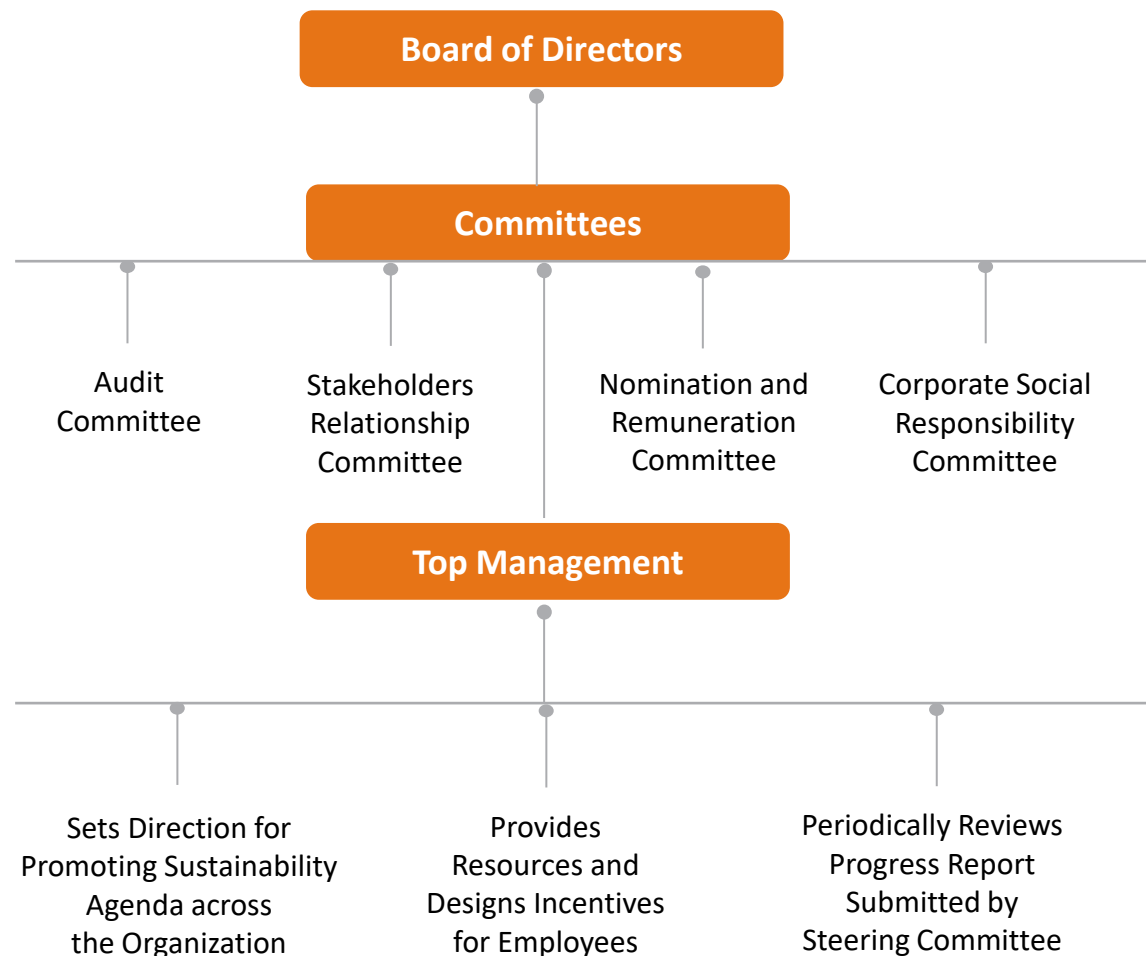 Board of Directors
Committees
Audit
Committee
Stakeholders
Relationship
Committee
Nomination and
Remuneration
Committee
Corporate Social
Responsibility
Committee
Top Management
Sets Direction for
Promoting Sustainability
Agenda across
the Organization
Provides
Resources and
Designs Incentives
for Employees
Periodically Reviews
Progress Report
Submitted by
Steering Committee